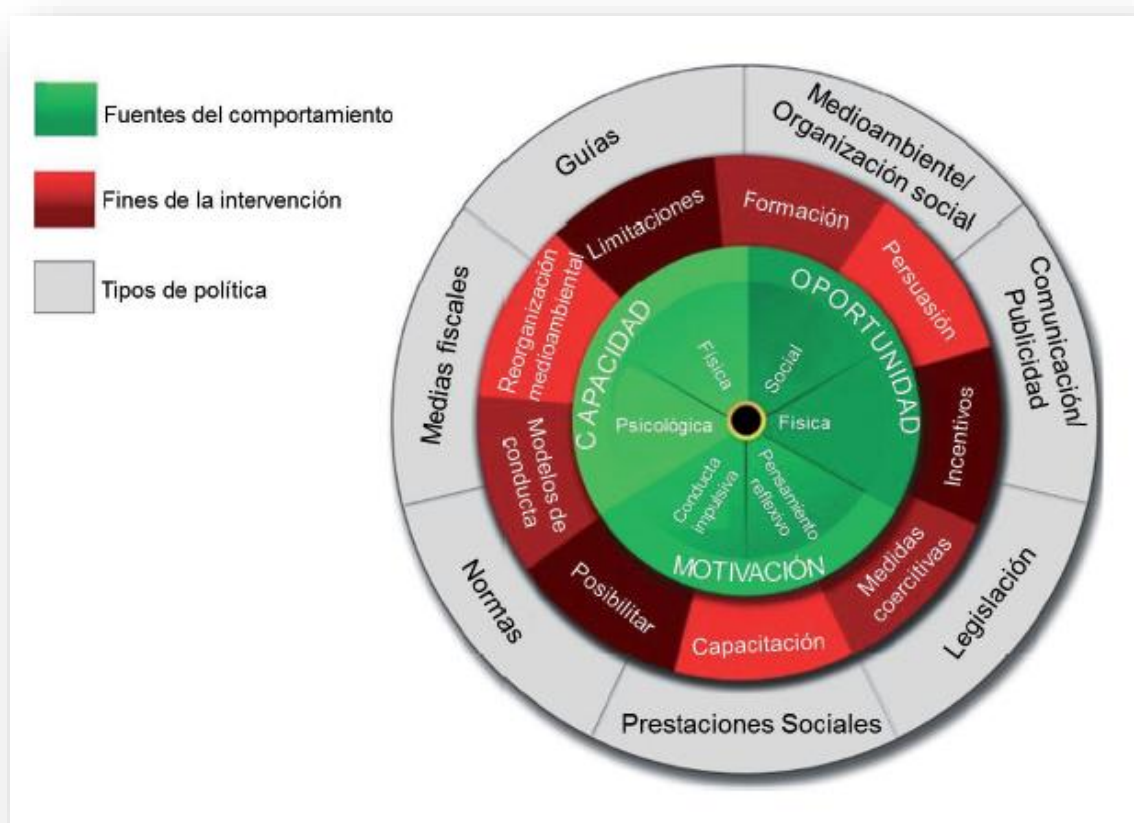 Fuentes del comportamiento
Fines de la intervención
Tipos de política
Guías
Medioambiente/
Organización social
Comunicación/
Publicidad
Legislación
Prestaciones Sociales
Normas
Medias fiscales
Limitaciones
Formación
Persuasión
Incentivos
Medidas
coercitivas
Capacitación
Posibilitar
Modelos de
conducta
Reorganización
medioambiental
CAPACIDAD
Física
Psicológica
OPORTUNIDAD
Social
Física
MOTIVACIÓN
Conducta
impulsiva
Pensamiento
reflexivo